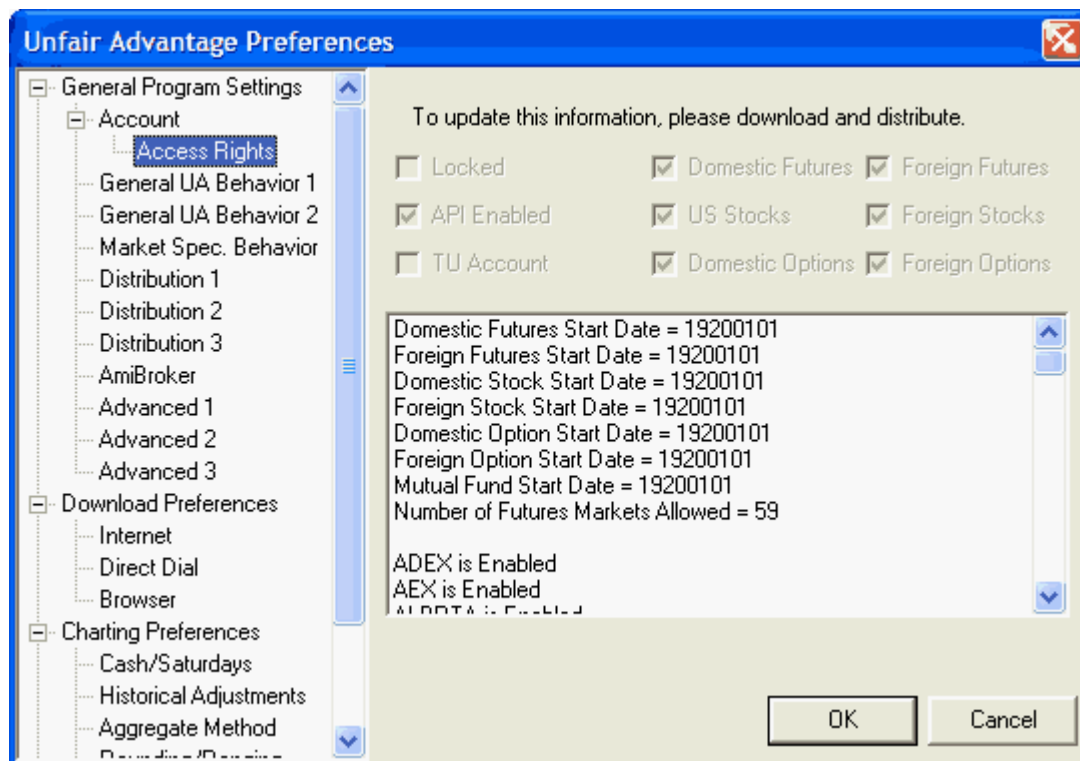 Unfair Advantage Preferences
General Program Settings
Account
Access Rights
General UA Behavior 1
General UA Behavior 2
Market Spec. Behavior
Distribution 1
Distribution 2
Distribution 3
AmiBroker
Advanced 1
Advanced 2
Advanced 3
Download Preferences
Internet
Direct Dial
Browser
Charting Preferences
Cash/Saturdays
Historical Adjustments
Aggregate Method
To update this information, please download and distribute.
Locked Domestic Futures Foreign Futures
API Enabled US Stocks Foreign Stocks
TU Account Domestic Options Foreign Options
Domestic Futures Start Date = 19200101
Foreign Futures Start Date = 19200101
Domestic Stock Start Date = 19200101
Foreign Stock Start Date = 19200101
Domestic Option Start Date = 19200101
Foreign Option Start Date = 19200101
Mutual Fund Start Date = 19200101
Number of Futures Markets Allowed = 59
ADEX is Enabled
AEX is Enabled
is Enabled
OK Cancel